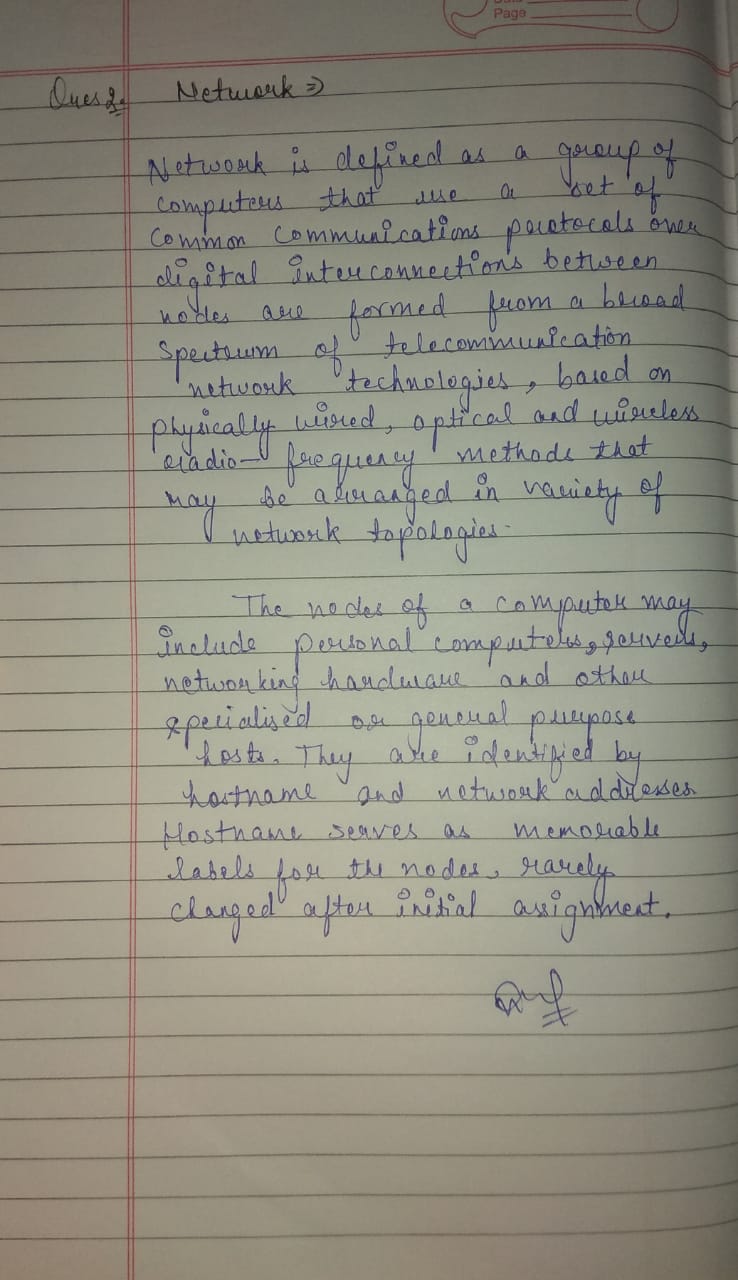 Page
Ques 2. Network ⇒
Network is defined as a group of
computers that use a set of
common communications protocols over
digital interconnections between
nodes are formed from a broad
spectrum of telecommunication
network technologies, based on
physically wired, optical and wireless
radio- frequency methods that
may be arranged in variety of
network topologies.
The nodes of a computer may
include personal computers, servers,
networking hardware and other
specialised or general purpose
hosts. They are identified by
hostname and network addresses.
Hostname serves as memorable
labels for the nodes, rarely
changed after initial assignment.